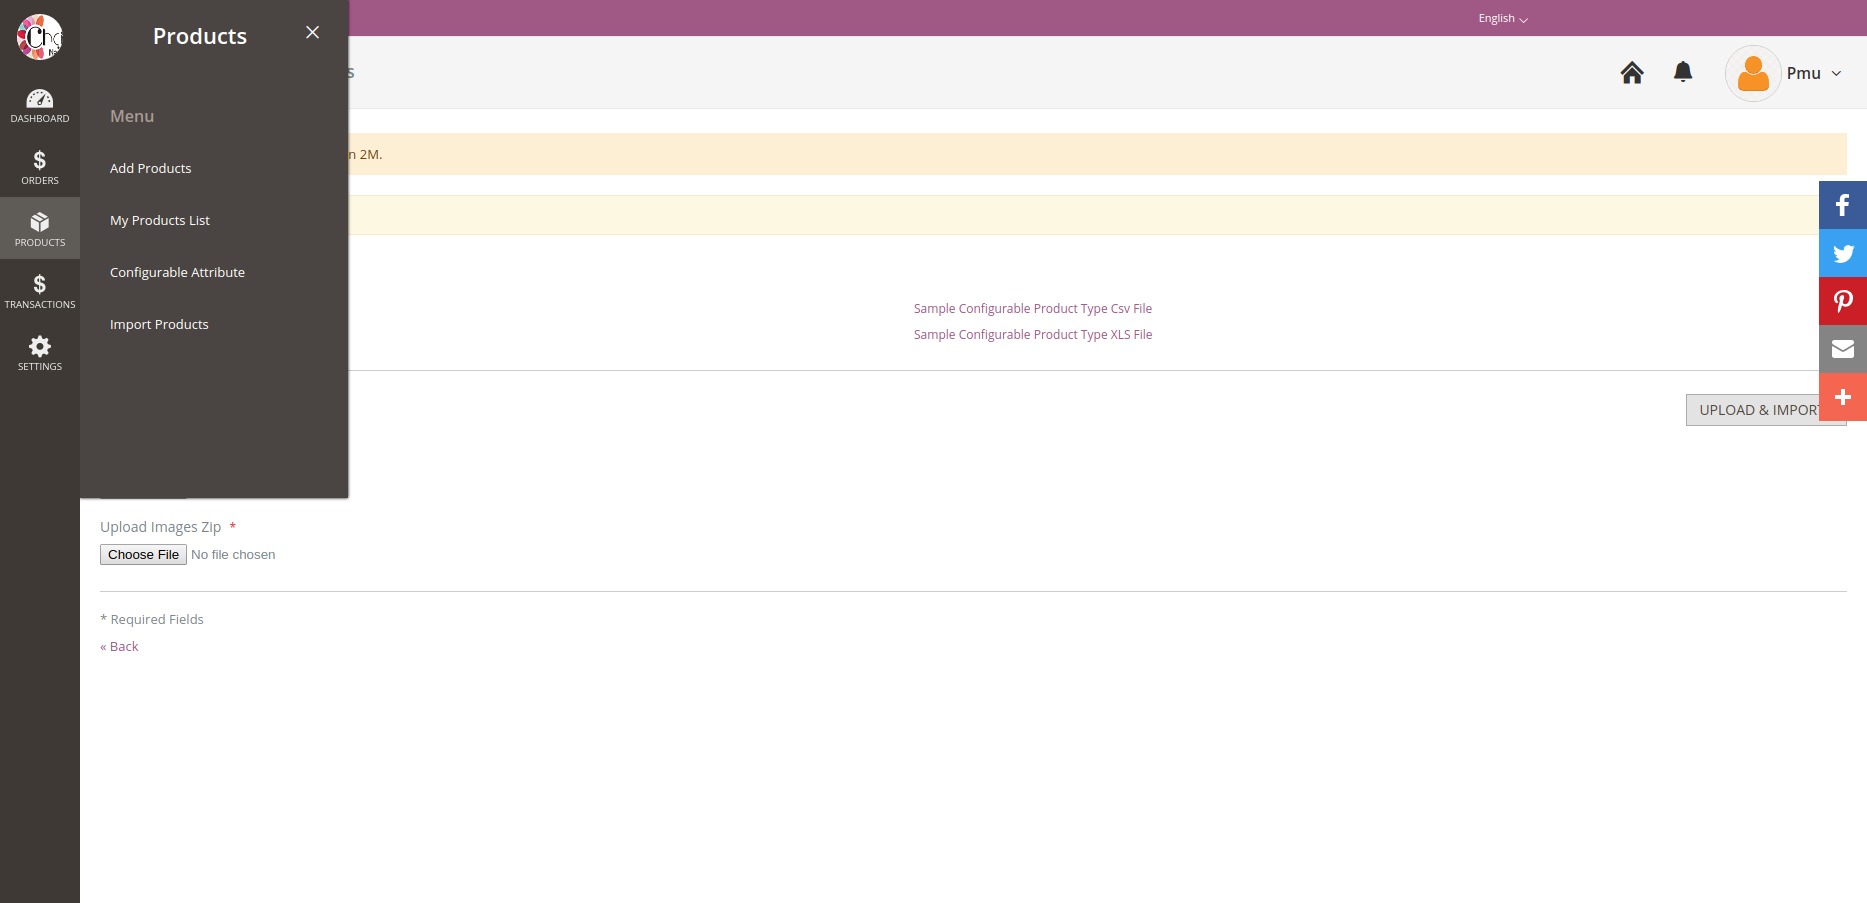 Products
English
Ch
Pmu
DASHBOARD
Menu
n 2M.
Add Products
ORDERS
My Products List
PRODUCTS
Configurable Attribute
TRANSACTIONS
Sample Configurable Product Type Csv File
Import Products
Sample Configurable Product Type XLS File
SETTINGS
UPLOAD & IMPOR
Upload Images Zip *
Choose File No file chosen
* Required Fields
« Back